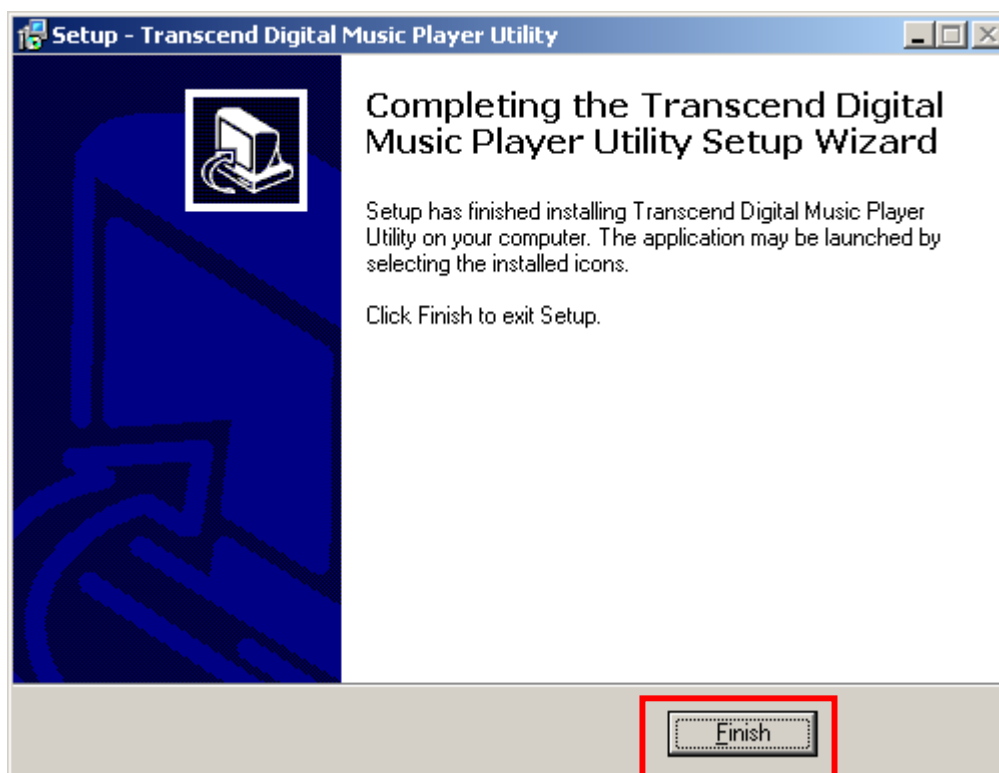 Setup - Transcend Digital Music Player Utility
Completing the Transcend Digital
Music Player Utility Setup Wizard
Setup has finished installing Transcend Digital Music Player
Utility on your computer. The application may be launched by
selecting the installed icons.
Click Finish to exit Setup.
Finish